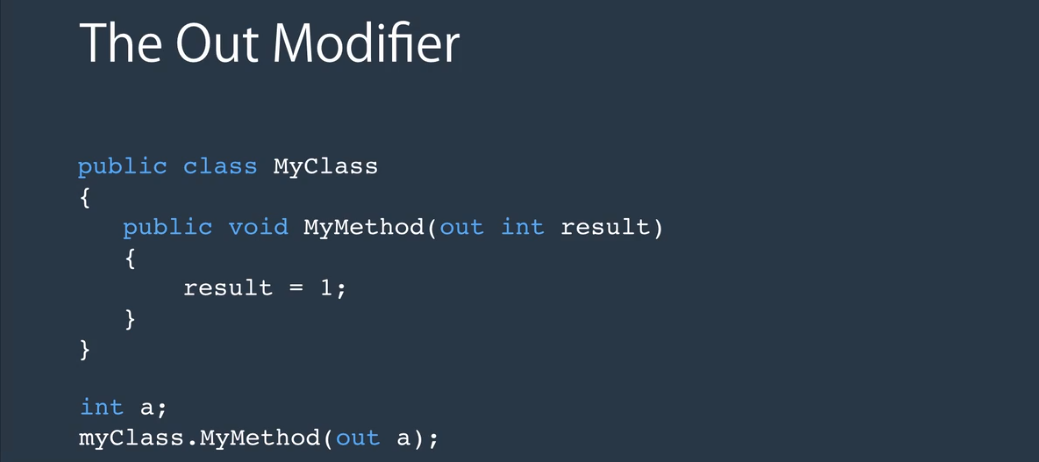 The Out Modifier
public class MyClass
{
public void MyMethod(out int result)
{
result = 1;
}
}
int a;
myClass.MyMethod(out a);